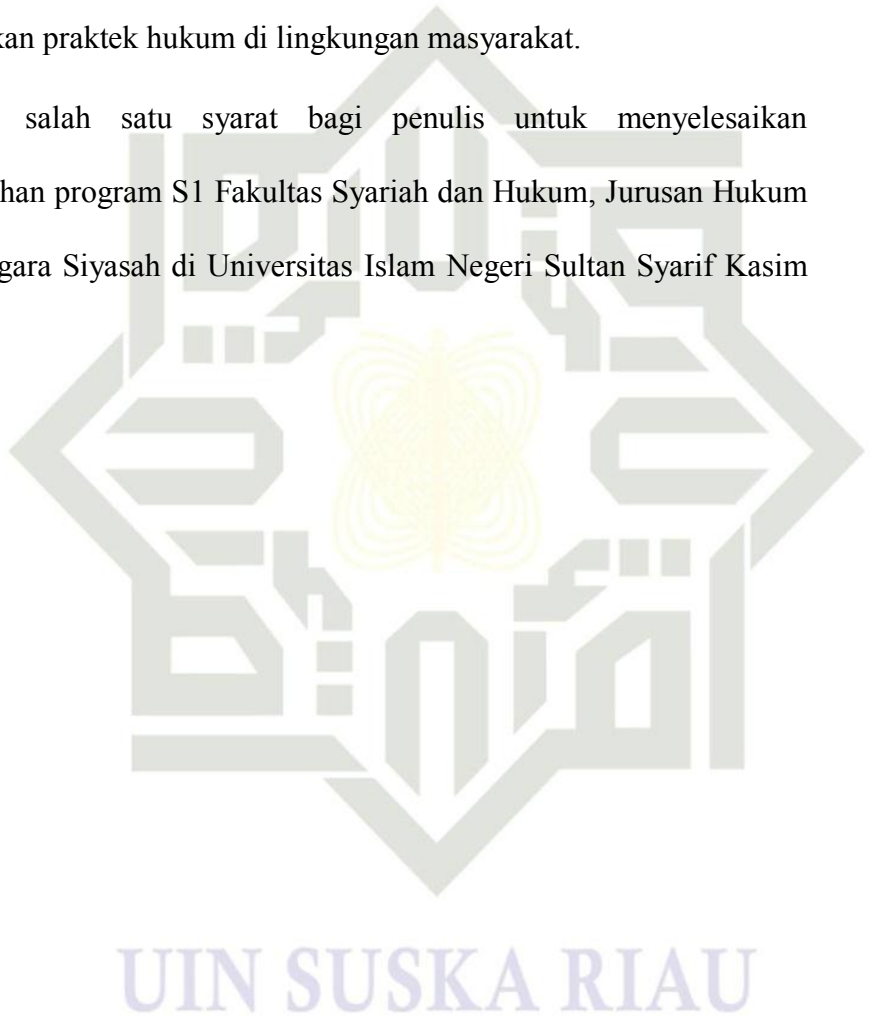 kan praktek hukum di lingkungan masyarakat.
salah satu syarat bagi penulis untuk menyelesaikan
han program S1 Fakultas Syariah dan Hukum, Jurusan Hukum
gara Siyasah di Universitas Islam Negeri Sultan Syarif Kasim
UIN SUSKA RIAU